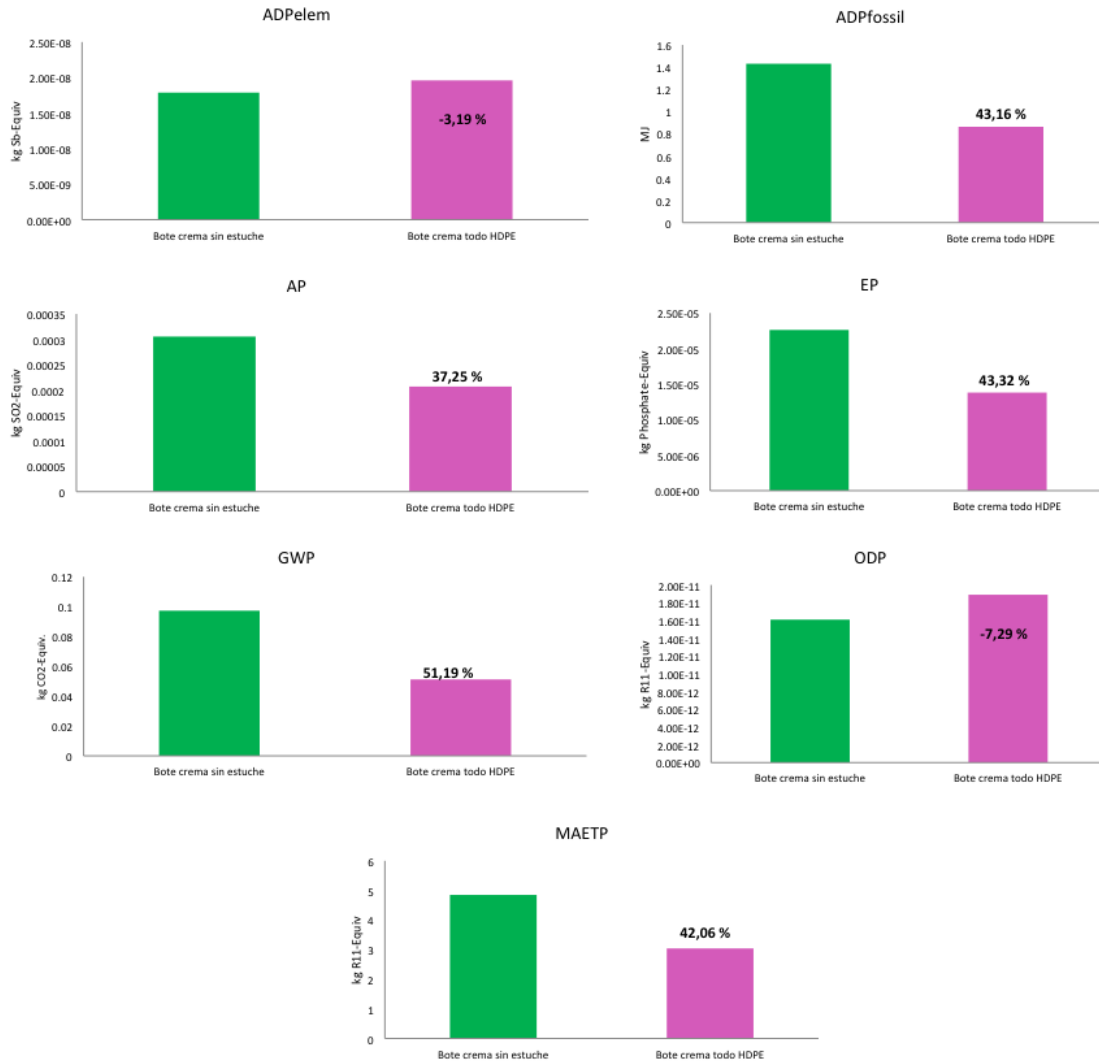 ADPelem
kg Sb-Equiv
2.50E-08
2.00E-08
1.50E-08
1.00E-08
5.00E-09
0.00E+00
-3,19 %
Bote crema sin estuche
Bote crema todo HDPE
ADPfossil
MJ
1.6
1.4
1.2
1
0.8
0.6
0.4
0.2
0
43,16 %
Bote crema sin estuche
Bote crema todo HDPE
AP
kg SO2-Equiv
0.00035
0.0003
0.00025
0.0002
0.00015
0.0001
0.00005
0
37,25 %
Bote crema sin estuche
Bote crema todo HDPE
EP
kg Phosphate-Equiv
2.50E-05
2.00E-05
1.50E-05
1.00E-05
5.00E-06
0.00E+00
43,32 %
Bote crema sin estuche
Bote crema todo HDPE
GWP
kg CO2-Equiv.
0.12
0.1
0.08
0.06
0.04
0.02
0
51,19 %
Bote crema sin estuche
Bote crema todo HDPE
ODP
kg R11-Equiv
2.00E-11
1.80E-11
1.60E-11
1.40E-11
1.20E-11
1.00E-11
8.00E-12
6.00E-12
4.00E-12
2.00E-12
0.00E+00
-7,29 %
Bote crema sin estuche
Bote crema todo HDPE
MAETP
kg R11-Equiv
6
5
4
3
2
1
0
42,06 %
Bote crema sin estuche
Bote crema todo HDPE